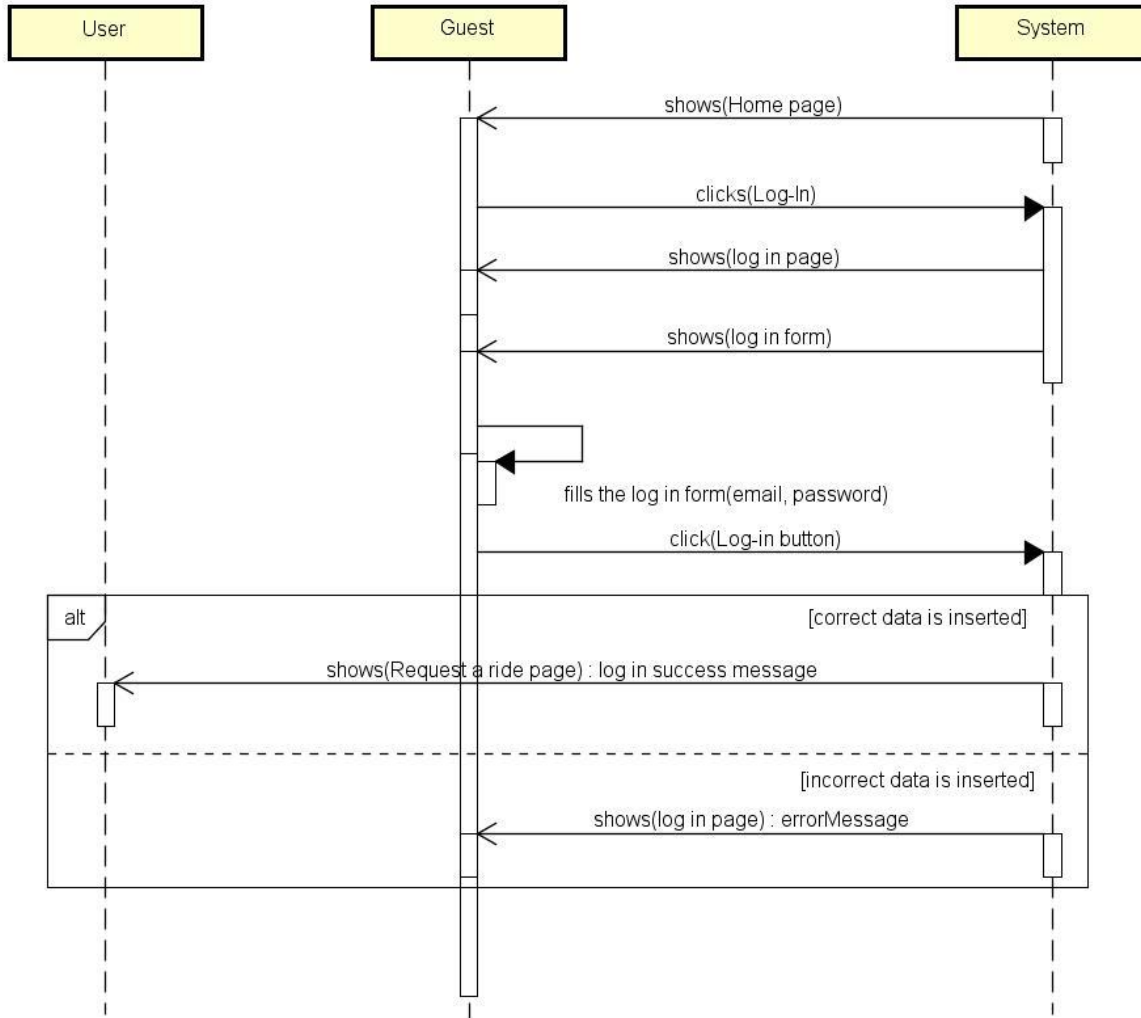 User
Guest
System
shows(Home page)
clicks(Log-In)
shows(log in page)
shows(log in form)
fills the log in form(email, password)
click(Log-in button)
alt
[correct data is inserted]
shows(Request a ride page) : log in success message
[incorrect data is inserted]
shows(log in page) : errorMessage